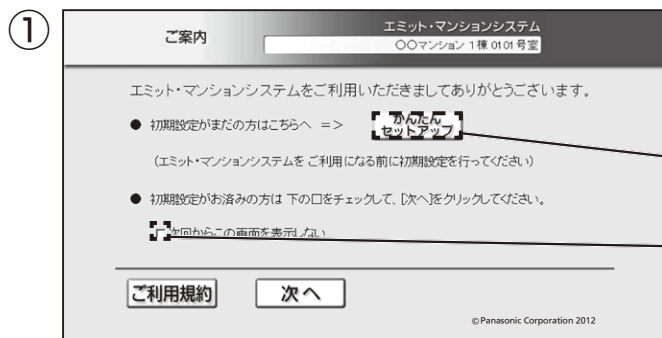 ①
ご案内
エミット・マンションシステム
○○マンション 1棟 0101号室
エミット・マンションシステムをご利用いただきましてありがとうございます。
● 初期設定がまだの方はこちらへ =>
かんたん
セットアップ
(エミット・マンションシステムを ご利用になる前に初期設定を行ってください)
● 初期設定がお済みの方は 下の口をチェックして、[次へ]をクリックしてください。
次回からこの画面を表示しない
ご利用規約 次へ
©Panasonic Corporation 2012